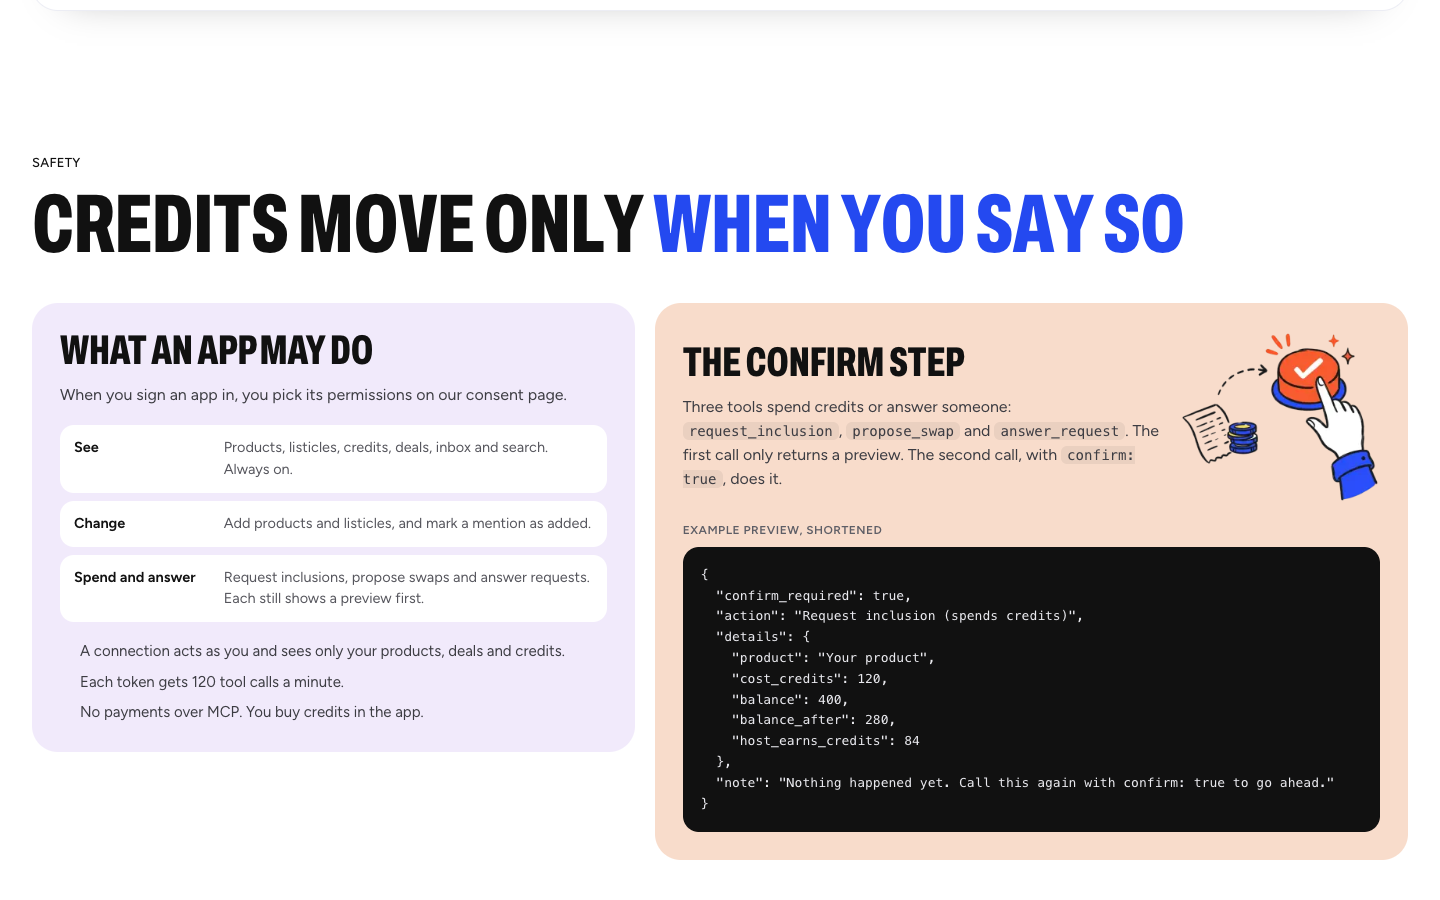 SAFETY
CREDITS MOVE ONLY WHEN YOU SAY SO
WHAT AN APP MAY DO
When you sign an app in, you pick its permissions on our consent page.
See
Products, listicles, credits, deals, inbox and search.
Always on.
Change
Add products and listicles, and mark a mention as added.
Spend and answer
Request inclusions, propose swaps and answer requests.
Each still shows a preview first.
A connection acts as you and sees only your products, deals and credits.
Each token gets 120 tool calls a minute.
No payments over MCP. You buy credits in the app.
THE CONFIRM STEP
Three tools spend credits or answer someone:
request_inclusion, propose_swap and answer_request. The
first call only returns a preview. The second call, with confirm:
true, does it.
EXAMPLE PREVIEW, SHORTENED
{
  "confirm_required": true,
  "action": "Request inclusion (spends credits)",
  "details": {
    "product": "Your product",
    "cost_credits": 120,
    "balance": 400,
    "balance_after": 280,
    "host_earns_credits": 84
  },
  "note": "Nothing happened yet. Call this again with confirm: true to go ahead."
}